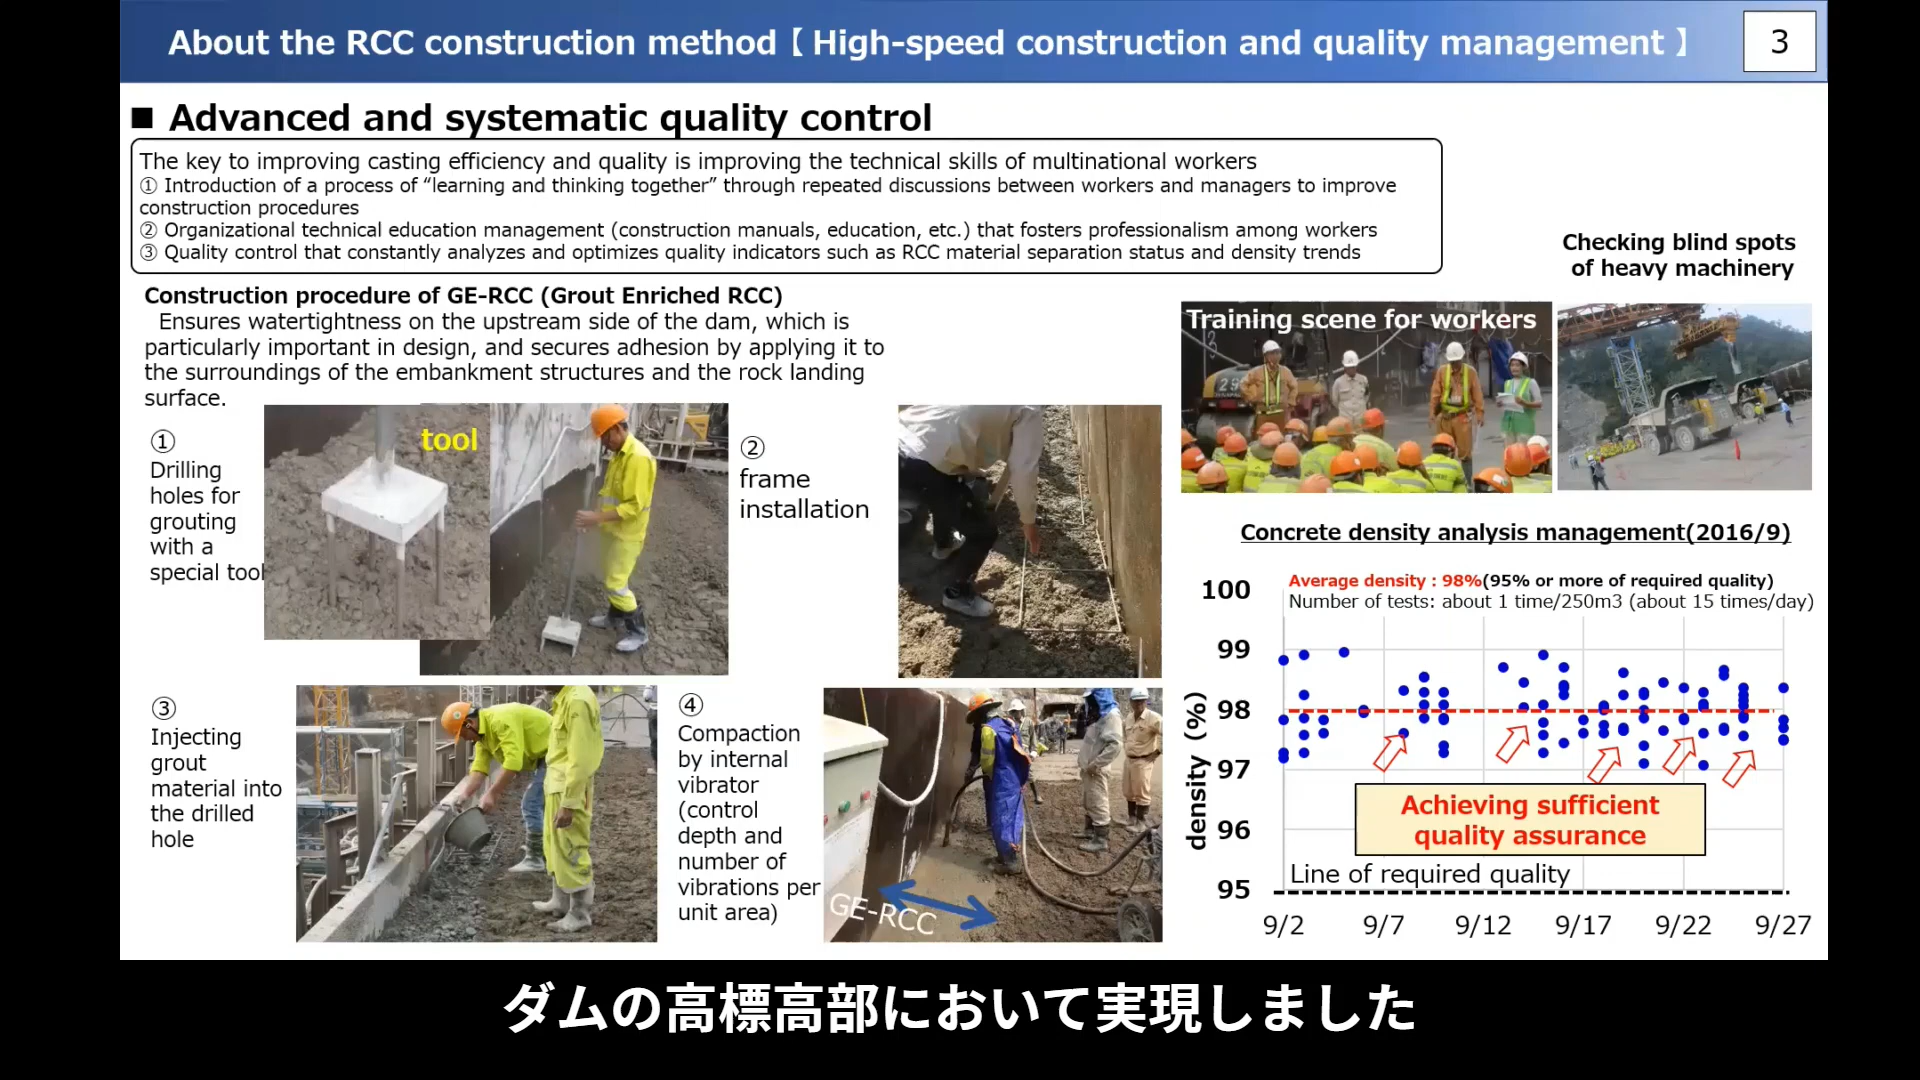 About the RCC construction method【 High-speed construction and quality management 】
3
■ Advanced and systematic quality control
The key to improving casting efficiency and quality is improving the technical skills of multinational workers
① Introduction of a process of “learning and thinking together” through repeated discussions between workers and managers to improve
construction procedures
② Organizational technical education management (construction manuals, education, etc.) that fosters professionalism among workers
③ Quality control that constantly analyzes and optimizes quality indicators such as RCC material separation status and density trends
Construction procedure of GE-RCC (Grout Enriched RCC)
Ensures watertightness on the upstream side of the dam, which is
particularly important in design, and secures adhesion by applying it to
the surroundings of the embankment structures and the rock landing
surface.
①
Drilling
holes for
grouting
with a
special tool
tool
②
frame
installation
③
Injecting
grout
material into
the drilled
hole
④
Compaction
by internal
vibrator
(control
depth and
number of
vibrations per
unit area)
GE-RCC
Training scene for workers
Checking blind spots
of heavy machinery
Concrete density analysis management(2016/9)
Average density : 98%(95% or more of required quality)
Number of tests: about 1 time/250m3 (about 15 times/day)
density (%)
100
99
98
97
96
95
Achieving sufficient
quality assurance
Line of required quality
9/2 9/7 9/12 9/17 9/22 9/27
ダムの高標高部において実現しました